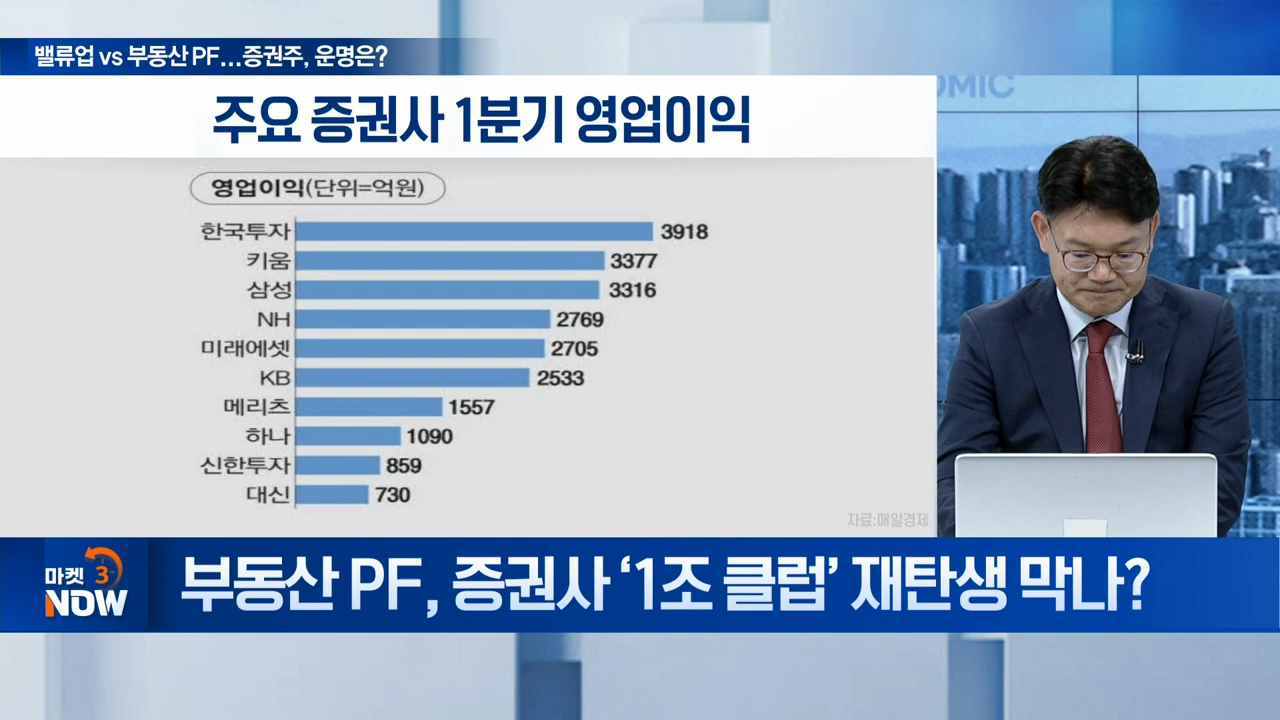 밸류업 vs 부동산 PF...증권주, 운명은?
주요 증권사 1분기 영업이익
영업이익(단위=억원)
한국투자 3918
키움 3377
삼성 3316
NH 2769
미래에셋 2705
KB 2533
메리츠 1557
하나 1090
신한투자 859
대신 730
자료:매일경제
OMIC
마켓 3
NOW
부동산 PF, 증권사 ‘1조 클럽’ 재탄생 막나?